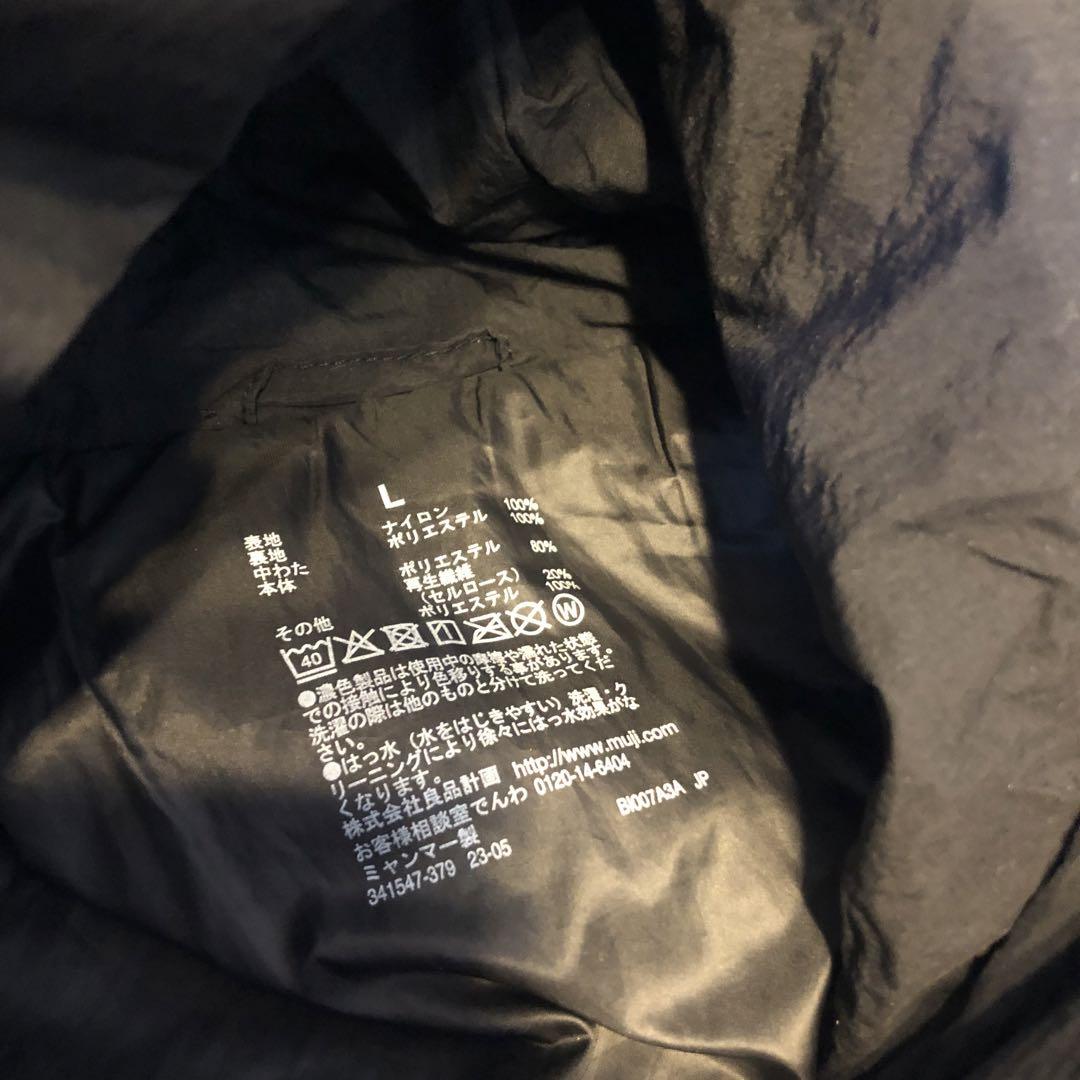 L
表地 ナイロン 100%
裏地 ポリエステル 100%
中わた
本体 ポリエステル 80%
再生繊維
(セルロース) 20%
その他 ポリエステル 100%
40 W
●濃色製品は使用中の摩擦や濡れた状態
での接触により色移りする事があります。
洗濯の際は他のものと分けて洗ってくだ
さい。
●はっ水(水をはじきやすい)洗濯・ク
リーニングにより徐々にはっ水効果がな
くなります。
株式会社良品計画 http://www.muji.com
お客様相談室でんわ 0120-14-6404
ミャンマー製
341547-379 23-05
BI007A3A JP